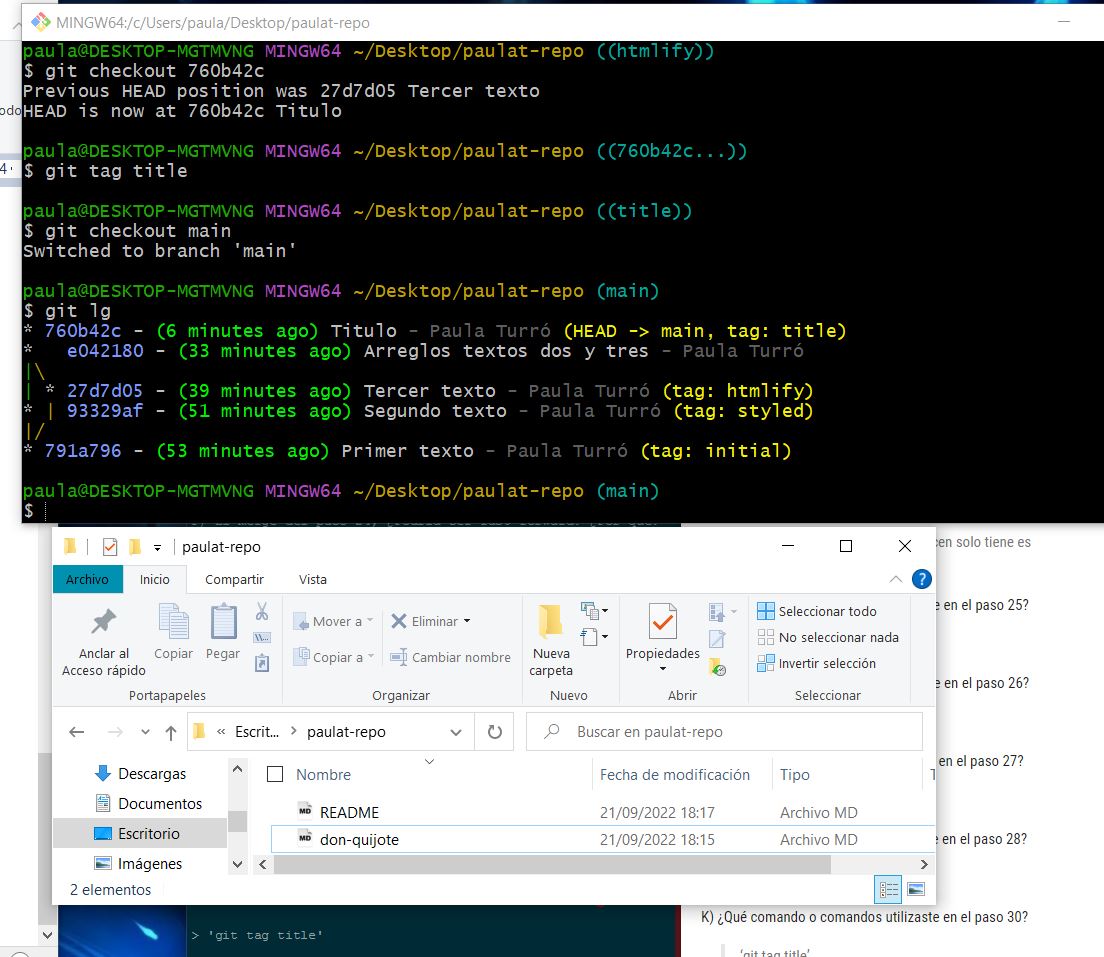 MINGW64:/c/Users/paula/Desktop/paulat-repo
paula@DESKTOP-MGTMVNG MINGW64 ~/Desktop/paulat-repo ((htmlify))
$ git checkout 760b42c
Previous HEAD position was 27d7d05 Tercer texto
HEAD is now at 760b42c Titulo
paula@DESKTOP-MGTMVNG MINGW64 ~/Desktop/paulat-repo ((760b42c...))
$ git tag title
paula@DESKTOP-MGTMVNG MINGW64 ~/Desktop/paulat-repo ((title))
$ git checkout main
Switched to branch 'main'
paula@DESKTOP-MGTMVNG MINGW64 ~/Desktop/paulat-repo (main)
$ git lg
* 760b42c - (6 minutes ago) Titulo - Paula Turró (HEAD -> main, tag: title)
*   e042180 - (33 minutes ago) Arreglos textos dos y tres - Paula Turró
|\
| * 27d7d05 - (39 minutes ago) Tercer texto - Paula Turró (tag: htmlify)
* | 93329af - (51 minutes ago) Segundo texto - Paula Turró (tag: styled)
|/
* 791a796 - (53 minutes ago) Primer texto - Paula Turró (tag: initial)
paula@DESKTOP-MGTMVNG MINGW64 ~/Desktop/paulat-repo (main)
$
paulat-repo
Archivo Inicio Compartir Vista
Anclar al Acceso rápido
Copiar
Pegar
Portapapeles
Mover a
Copiar a
Eliminar
Cambiar nombre
Organizar
Nueva carpeta
Nuevo
Propiedades
Abrir
Seleccionar todo
No seleccionar nada
Invertir selección
Seleccionar
« Escrit... > paulat-repo
Buscar en paulat-repo
Descargas
Documentos
Escritorio
Imágenes
Nombre Fecha de modificación Tipo
README 21/09/2022 18:17 Archivo MD
don-quijote 21/09/2022 18:15 Archivo MD
2 elementos
solo tiene es
en el paso 25?
en el paso 26?
en el paso 27?
en el paso 28?
K) ¿Qué comando o comandos utilizaste en el paso 30?
'git tag title'
> 'git tag title'